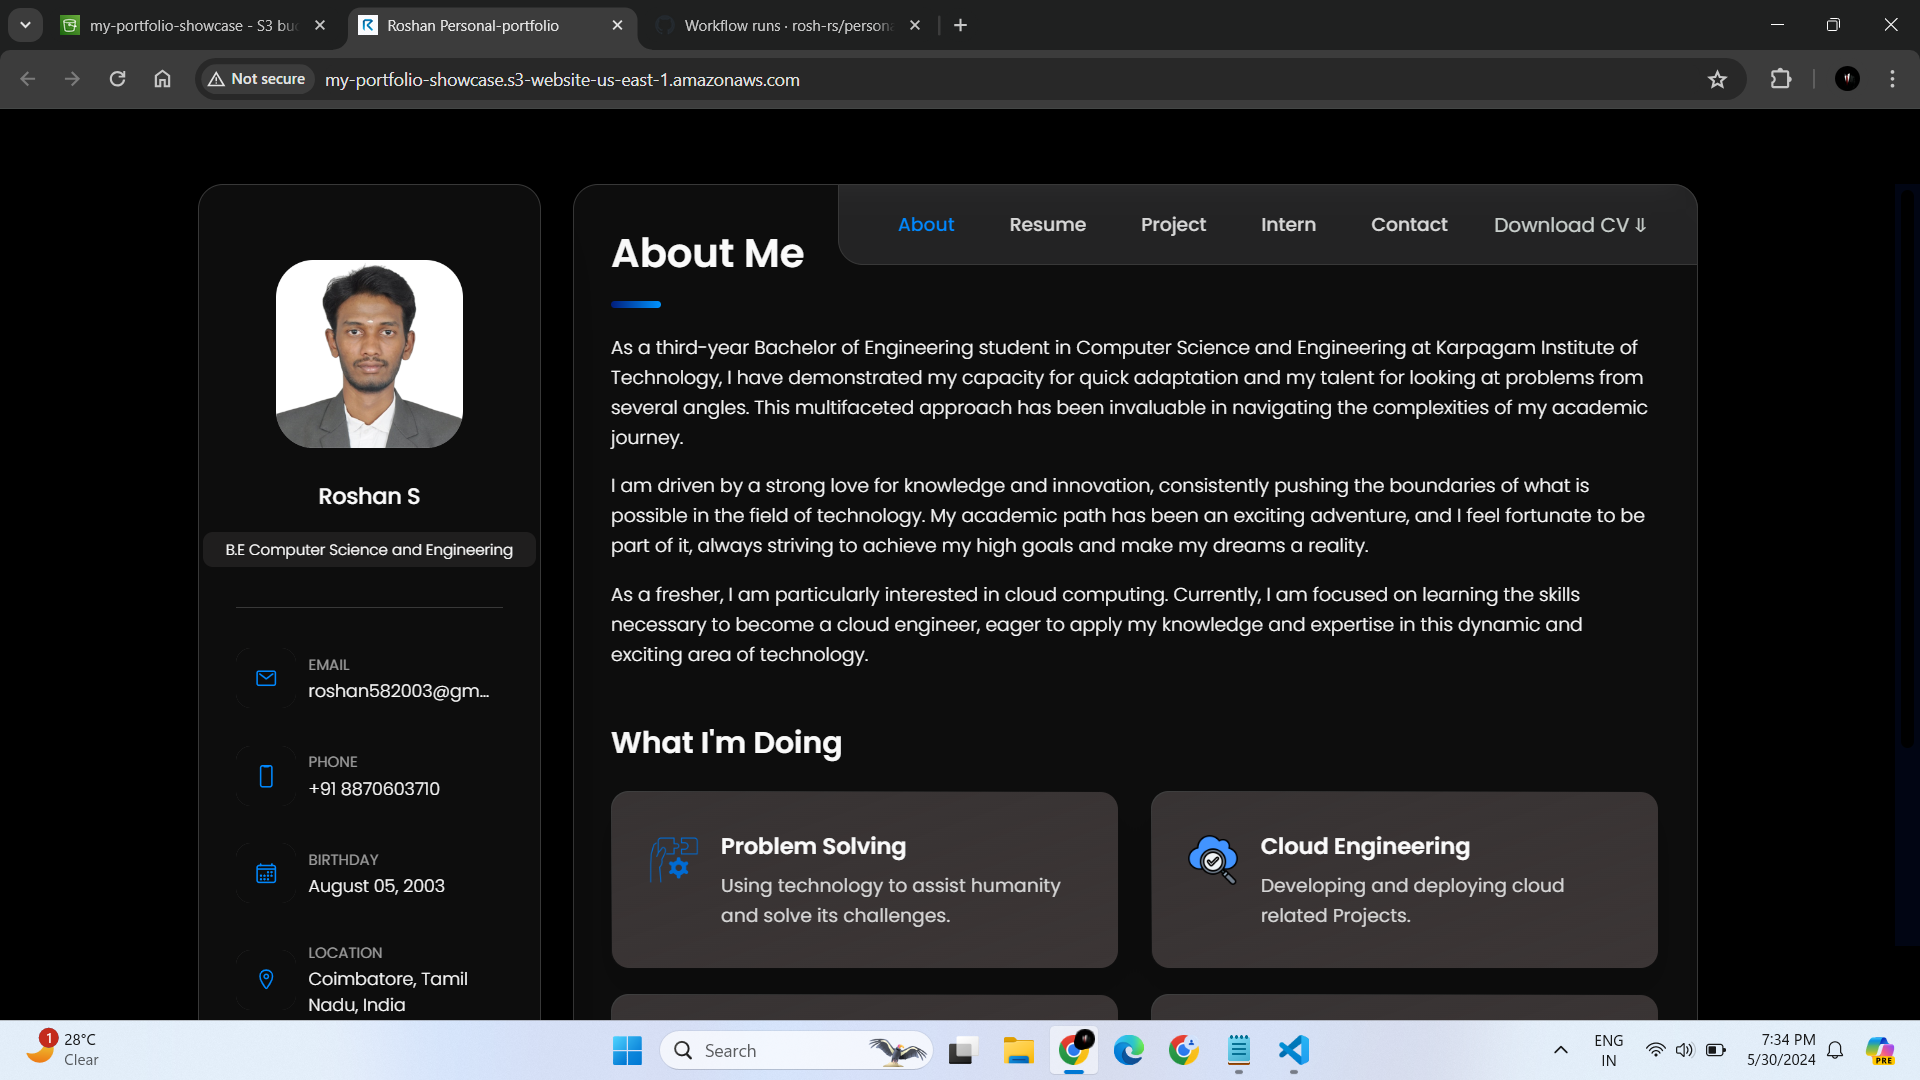 my-portfolio-showcase - S3 buc
Roshan Personal-portfolio
Workflow runs · rosh-rs/persona
Not secure
my-portfolio-showcase.s3-website-us-east-1.amazonaws.com
About
Resume
Project
Intern
Contact
Download CV ⇓
About Me
As a third-year Bachelor of Engineering student in Computer Science and Engineering at Karpagam Institute of
Technology, I have demonstrated my capacity for quick adaptation and my talent for looking at problems from
several angles. This multifaceted approach has been invaluable in navigating the complexities of my academic
journey.
I am driven by a strong love for knowledge and innovation, consistently pushing the boundaries of what is
possible in the field of technology. My academic path has been an exciting adventure, and I feel fortunate to be
part of it, always striving to achieve my high goals and make my dreams a reality.
As a fresher, I am particularly interested in cloud computing. Currently, I am focused on learning the skills
necessary to become a cloud engineer, eager to apply my knowledge and expertise in this dynamic and
exciting area of technology.
Roshan S
B.E Computer Science and Engineering
EMAIL
roshan582003@gm...
PHONE
+91 8870603710
BIRTHDAY
August 05, 2003
LOCATION
Coimbatore, Tamil
Nadu, India
What I'm Doing
Problem Solving
Using technology to assist humanity
and solve its challenges.
Cloud Engineering
Developing and deploying cloud
related Projects.
1
28°C
Clear
Search
ENG
IN
7:34 PM
5/30/2024
PRE